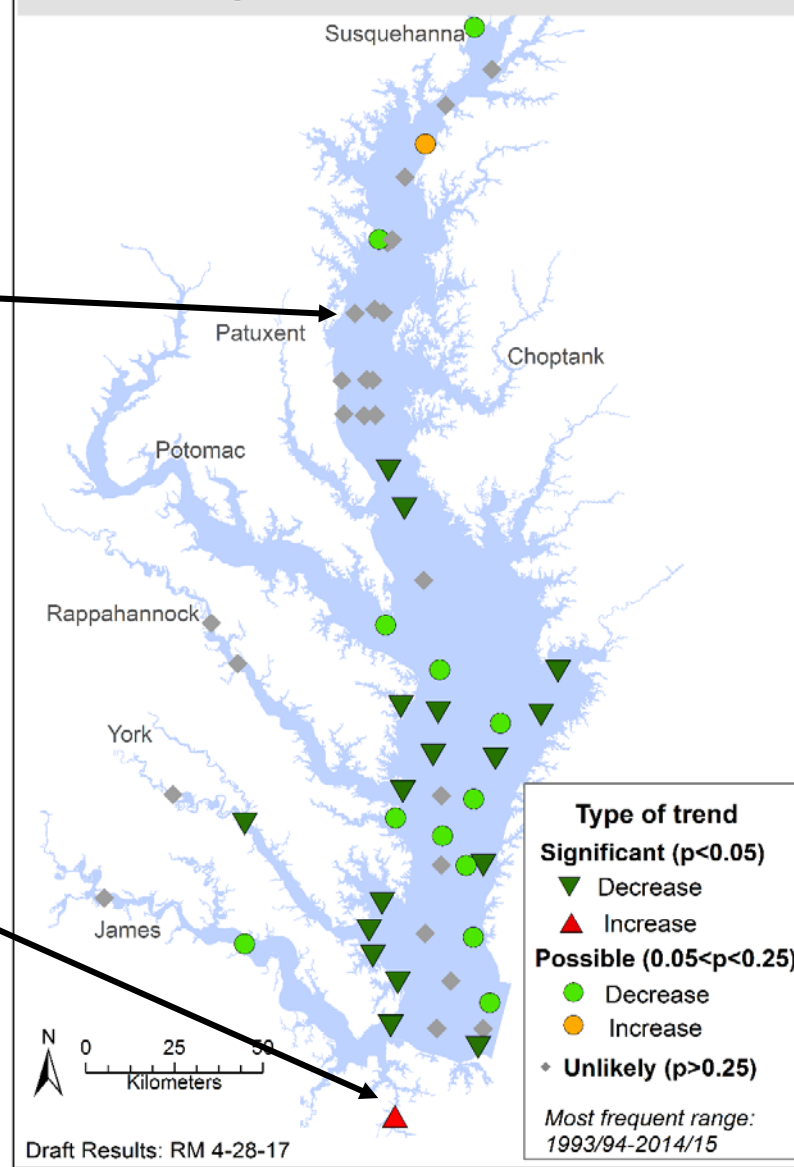 Susquehanna
Patuxent
Choptank
Potomac
Rappahannock
York
James
N
0 25 50
Kilometers
Draft Results: RM 4-28-17
Type of trend
Significant (p<0.05)
Decrease
Increase
Possible (0.05<p<0.25)
Decrease
Increase
Unlikely (p>0.25)
Most frequent range:
1993/94-2014/15